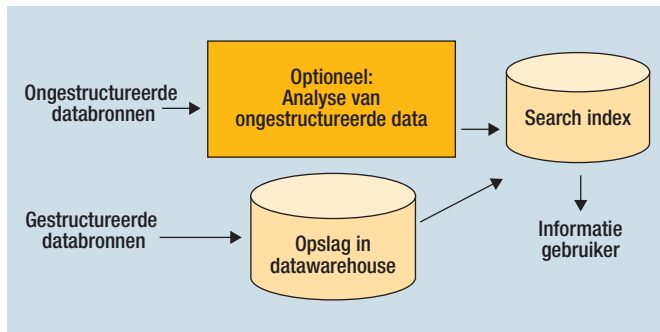 Ongestructureerde
databronnen
Optioneel:
Analyse van
ongestructureerde data
Search index
Gestructureerde
databronnen
Opslag in
datawarehouse
Informatie
gebruiker